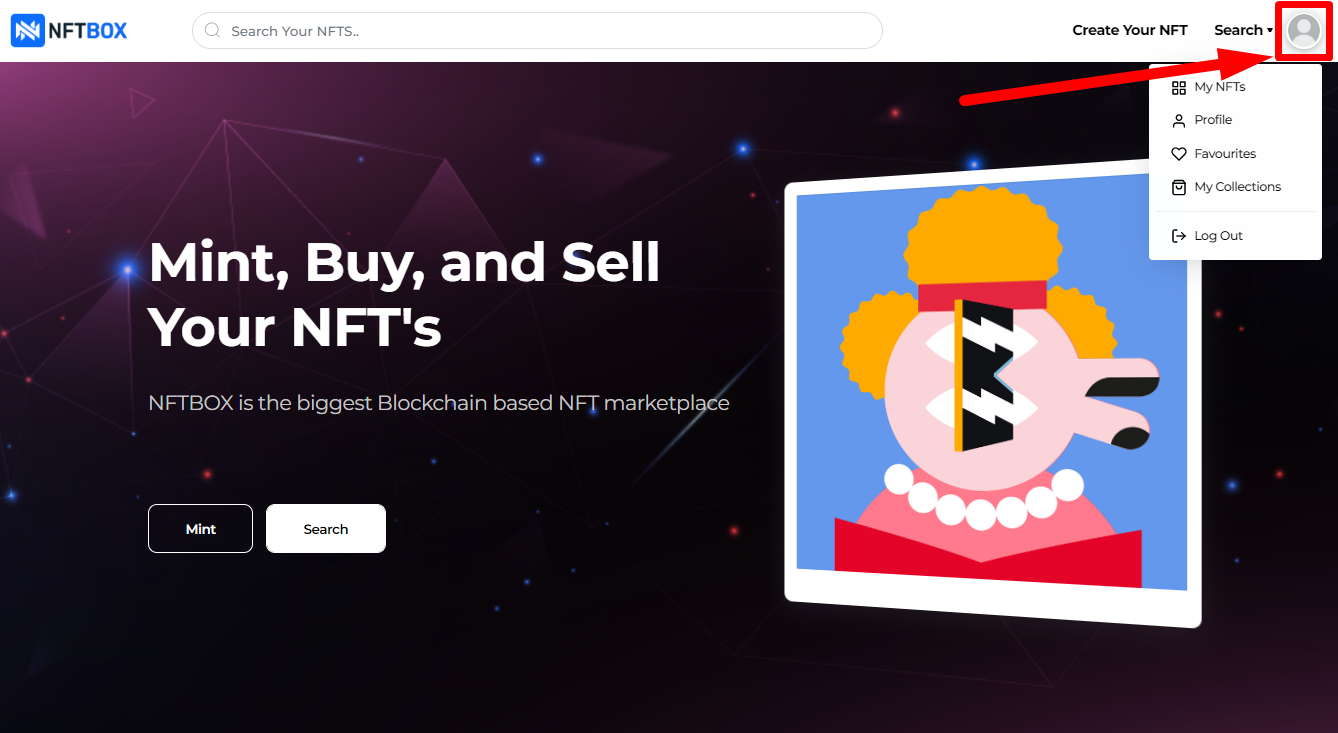 NFTBOX
Search Your NFTS..
Create Your NFT
Search
My NFTs
Profile
Favourites
My Collections
Log Out
Mint, Buy, and Sell
Your NFT's
NFTBOX is the biggest Blockchain based NFT marketplace
Mint
Search